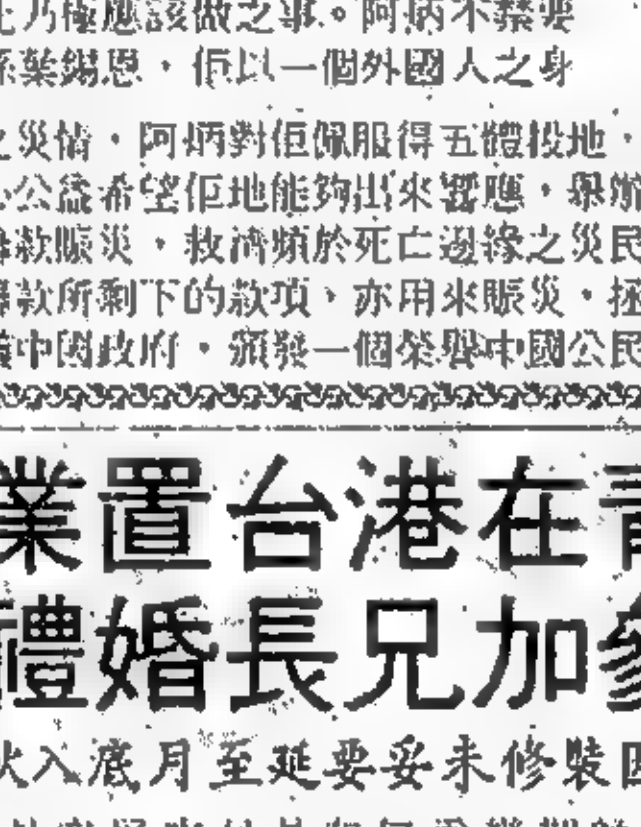 乃極應該做之事。阿炳不禁要
葉錫恩，佢以一個外國人之身
之災情，阿炳對佢佩服得五體投地，
公益希望佢地能夠出來響應，舉辦
款賑災，救濟頻於死亡邊緣之災民
款所剩下的款項，亦用來賑災，拯
中國政府，頒發一個榮譽中國公民
青在港台置業
參加兄長婚禮
因裝修未妥要延至月底入伙